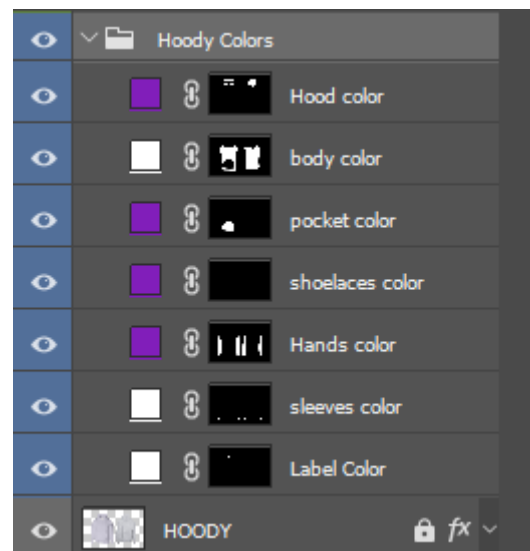 Hoody Colors
Hood color
body color
pocket color
shoelaces color
Hands color
sleeves color
Label Color
HOODY fx